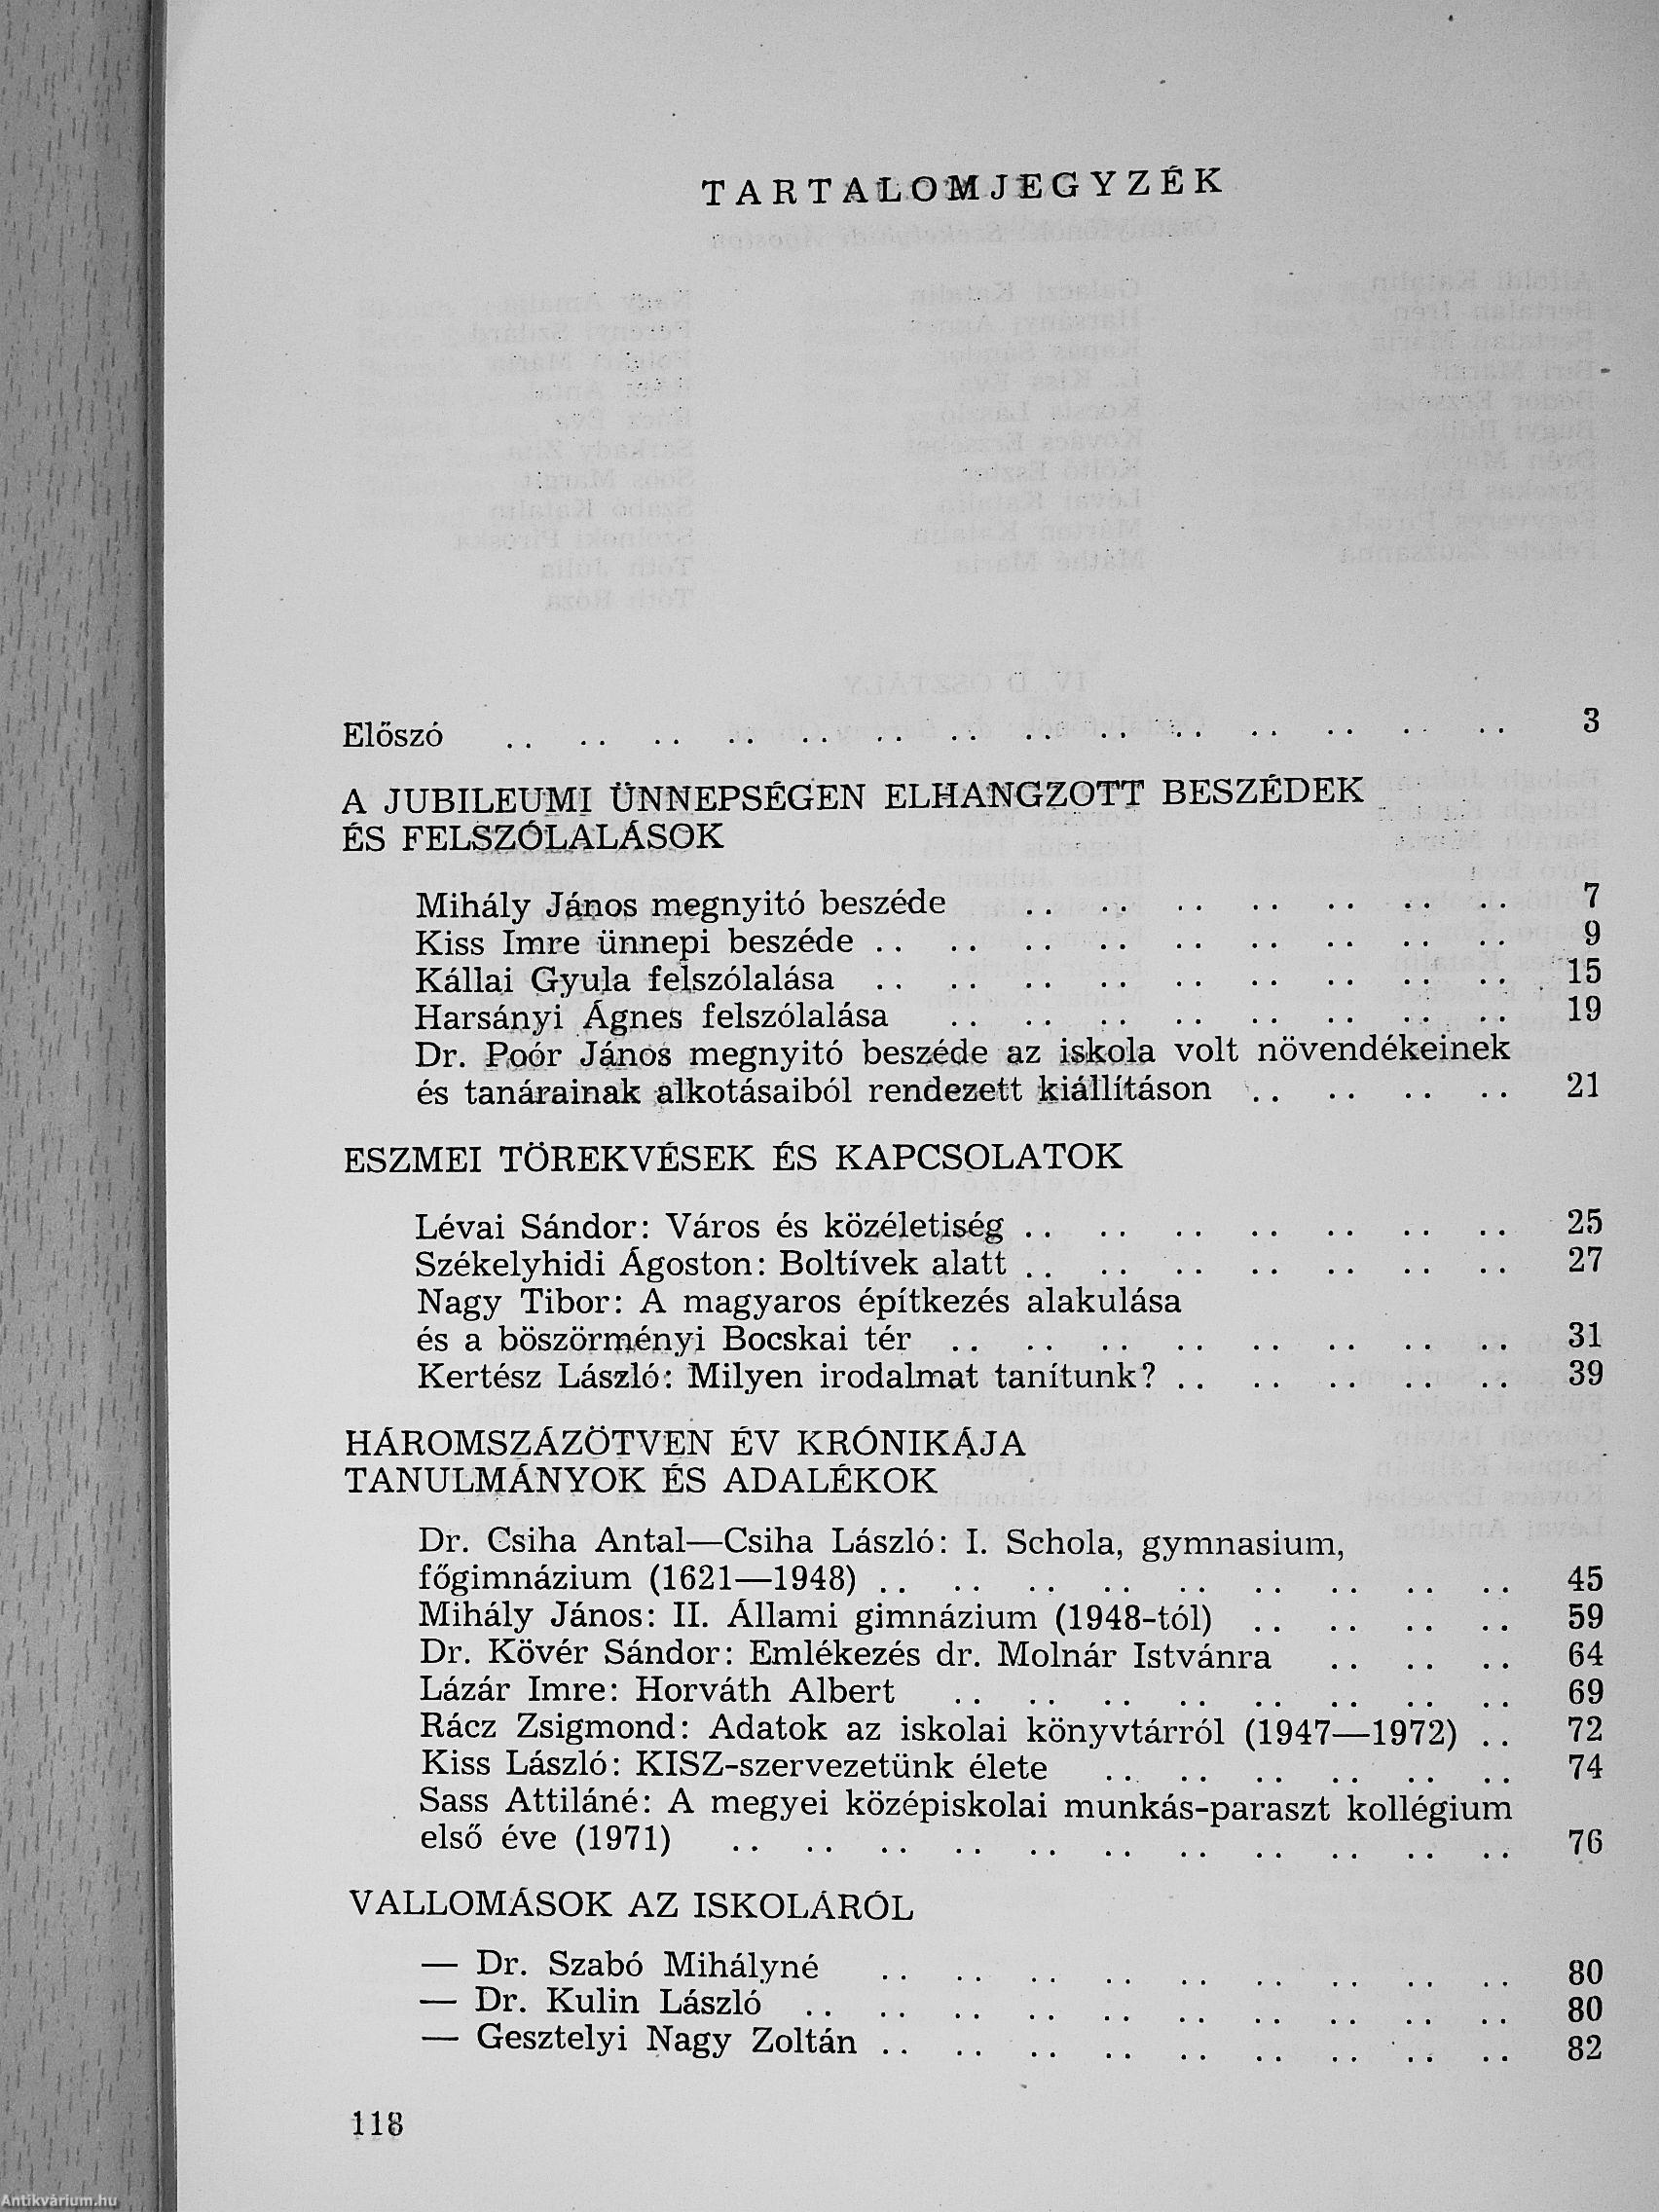 TARTALOMJEGYZÉK
Előszó .. .. .. .. .. .. .. .. .. .. .. .. .. .. 3
A JUBILEUMI ÜNNEPSÉGEN ELHANGZOTT BESZÉDEK
ÉS FELSZÓLALÁSOK
Mihály János megnyitó beszéde .. .. .. .. .. .. .. 7
Kiss Imre ünnepi beszéde .. .. .. .. .. .. .. .. .. 9
Kállai Gyula felszólalása .. .. .. .. .. .. .. .. .. 15
Harsányi Ágnes felszólalása .. .. .. .. .. .. .. .. 19
Dr. Poór János megnyitó beszéde az iskola volt növendékeinek
és tanárainak alkotásaiból rendezett kiállításon .. .. .. .. 21
ESZMEI TÖREKVÉSEK ÉS KAPCSOLATOK
Lévai Sándor: Város és közéletiség .. .. .. .. .. .. .. 25
Székelyhidi Ágoston: Boltívek alatt .. .. .. .. .. .. .. 27
Nagy Tibor: A magyaros építkezés alakulása
és a böszörményi Bocskai tér .. .. .. .. .. .. .. .. 31
Kertész László: Milyen irodalmat tanítunk? .. .. .. .. .. 39
HÁROMSZÁZÖTVEN ÉV KRÓNIKÁJA
TANULMÁNYOK ÉS ADALÉKOK
Dr. Csiha Antal—Csiha László: I. Schola, gymnasium,
főgimnázium (1621—1948) .. .. .. .. .. .. .. .. .. 45
Mihály János: II. Állami gimnázium (1948-tól) .. .. .. .. 59
Dr. Kövér Sándor: Emlékezés dr. Molnár Istvánra .. .. .. 64
Lázár Imre: Horváth Albert .. .. .. .. .. .. .. .. 69
Rácz Zsigmond: Adatok az iskolai könyvtárról (1947—1972) .. 72
Kiss László: KISZ-szervezetünk élete .. .. .. .. .. .. 74
Sass Attiláné: A megyei középiskolai munkás-paraszt kollégium
első éve (1971) .. .. .. .. .. .. .. .. .. .. .. 76
VALLOMÁSOK AZ ISKOLÁRÓL
— Dr. Szabó Mihályné .. .. .. .. .. .. .. .. .. 80
— Dr. Kulin László .. .. .. .. .. .. .. .. .. .. 80
— Gesztelyi Nagy Zoltán .. .. .. .. .. .. .. .. .. 82
118
Antikvárium.hu